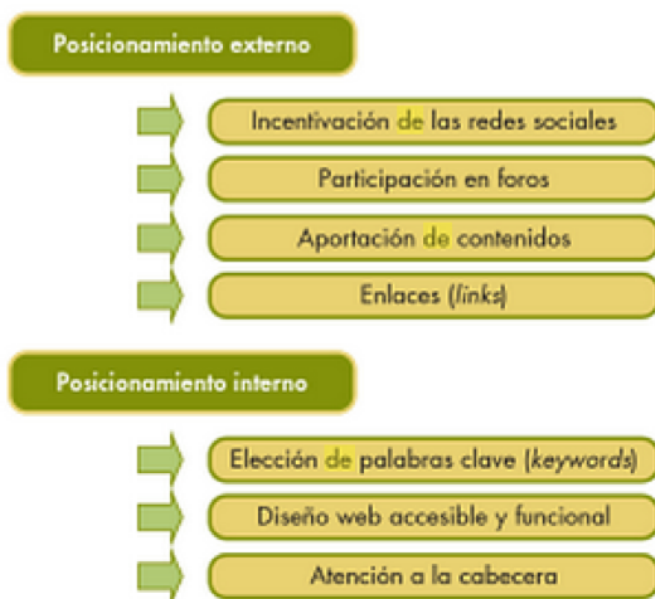 Posicionamiento externo
Incentivación de las redes sociales
Participación en foros
Aportación de contenidos
Enlaces (links)
Posicionamiento interno
Elección de palabras clave (keywords)
Diseño web accesible y funcional
Atención a la cabecera